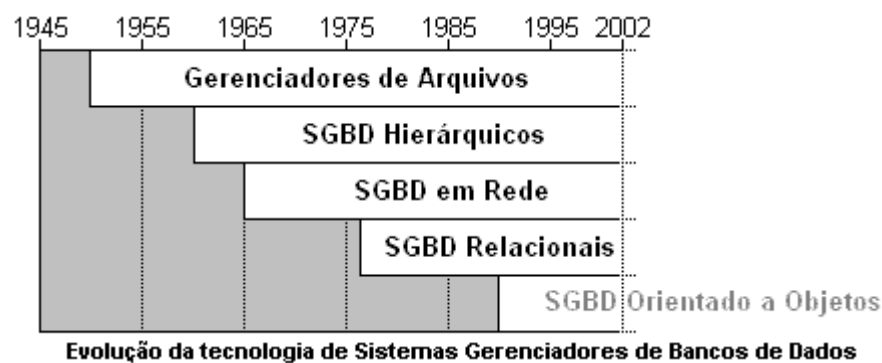 1945 1955 1965 1975 1985 1995 2002
Gerenciadores de Arquivos
SGBD Hierárquicos
SGBD em Rede
SGBD Relacionais
SGBD Orientado a Objetos
Evolução da tecnologia de Sistemas Gerenciadores de Bancos de Dados